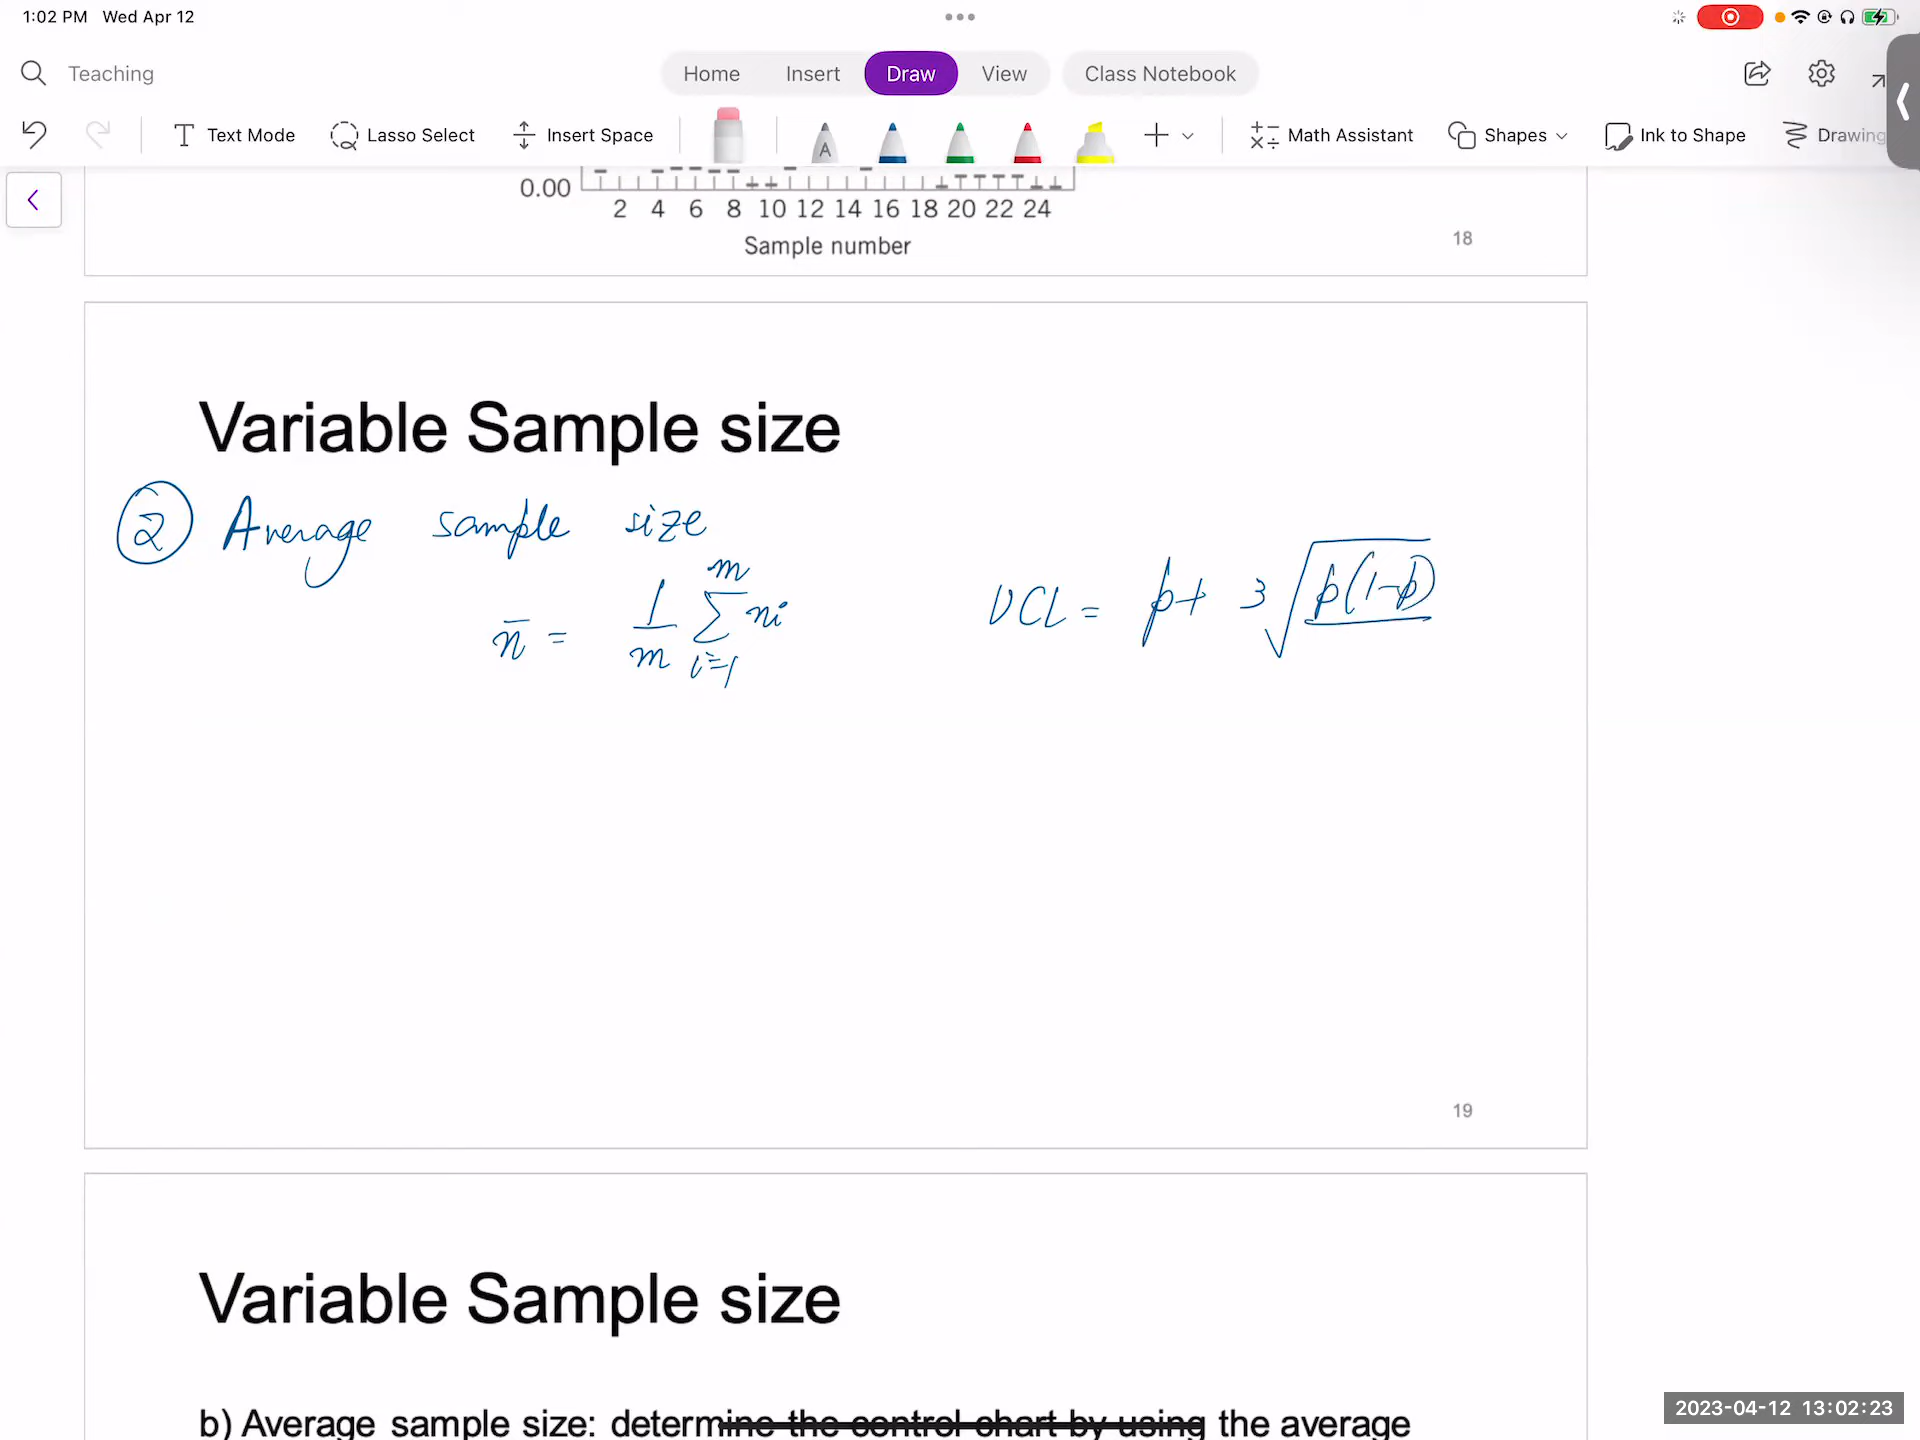 1:02 PM Wed Apr 12
Teaching
Home Insert Draw View Class Notebook
Text Mode Lasso Select Insert Space A Math Assistant Shapes Ink to Shape Drawing
0.00
2 4 6 8 10 12 14 16 18 20 22 24
Sample number
18
Variable Sample size
② Average sample size
n̄ = 1/m Σ_{i=1}^{m} ni
UCL = p + 3 √p(1-p)
19
Variable Sample size
b) Average sample size: determine the control chart by using the average
2023-04-12 13:02:23